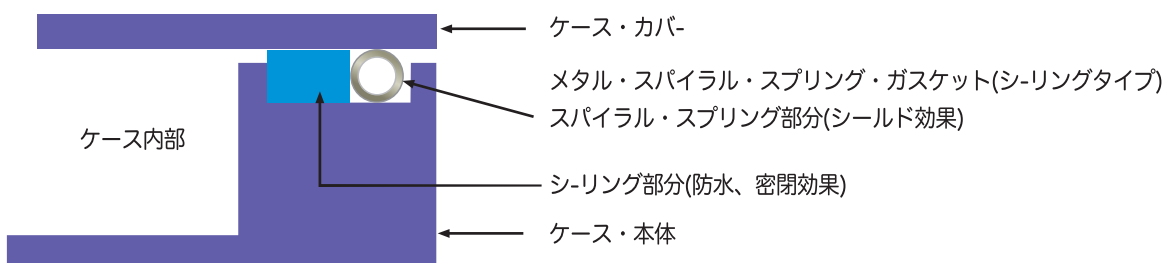 ケース・カバ-
メタル・スパイラル・スプリング・ガスケット(シ-リングタイプ)
スパイラル・スプリング部分(シールド効果)
ケース内部
シ-リング部分(防水、密閉効果)
ケース・本体